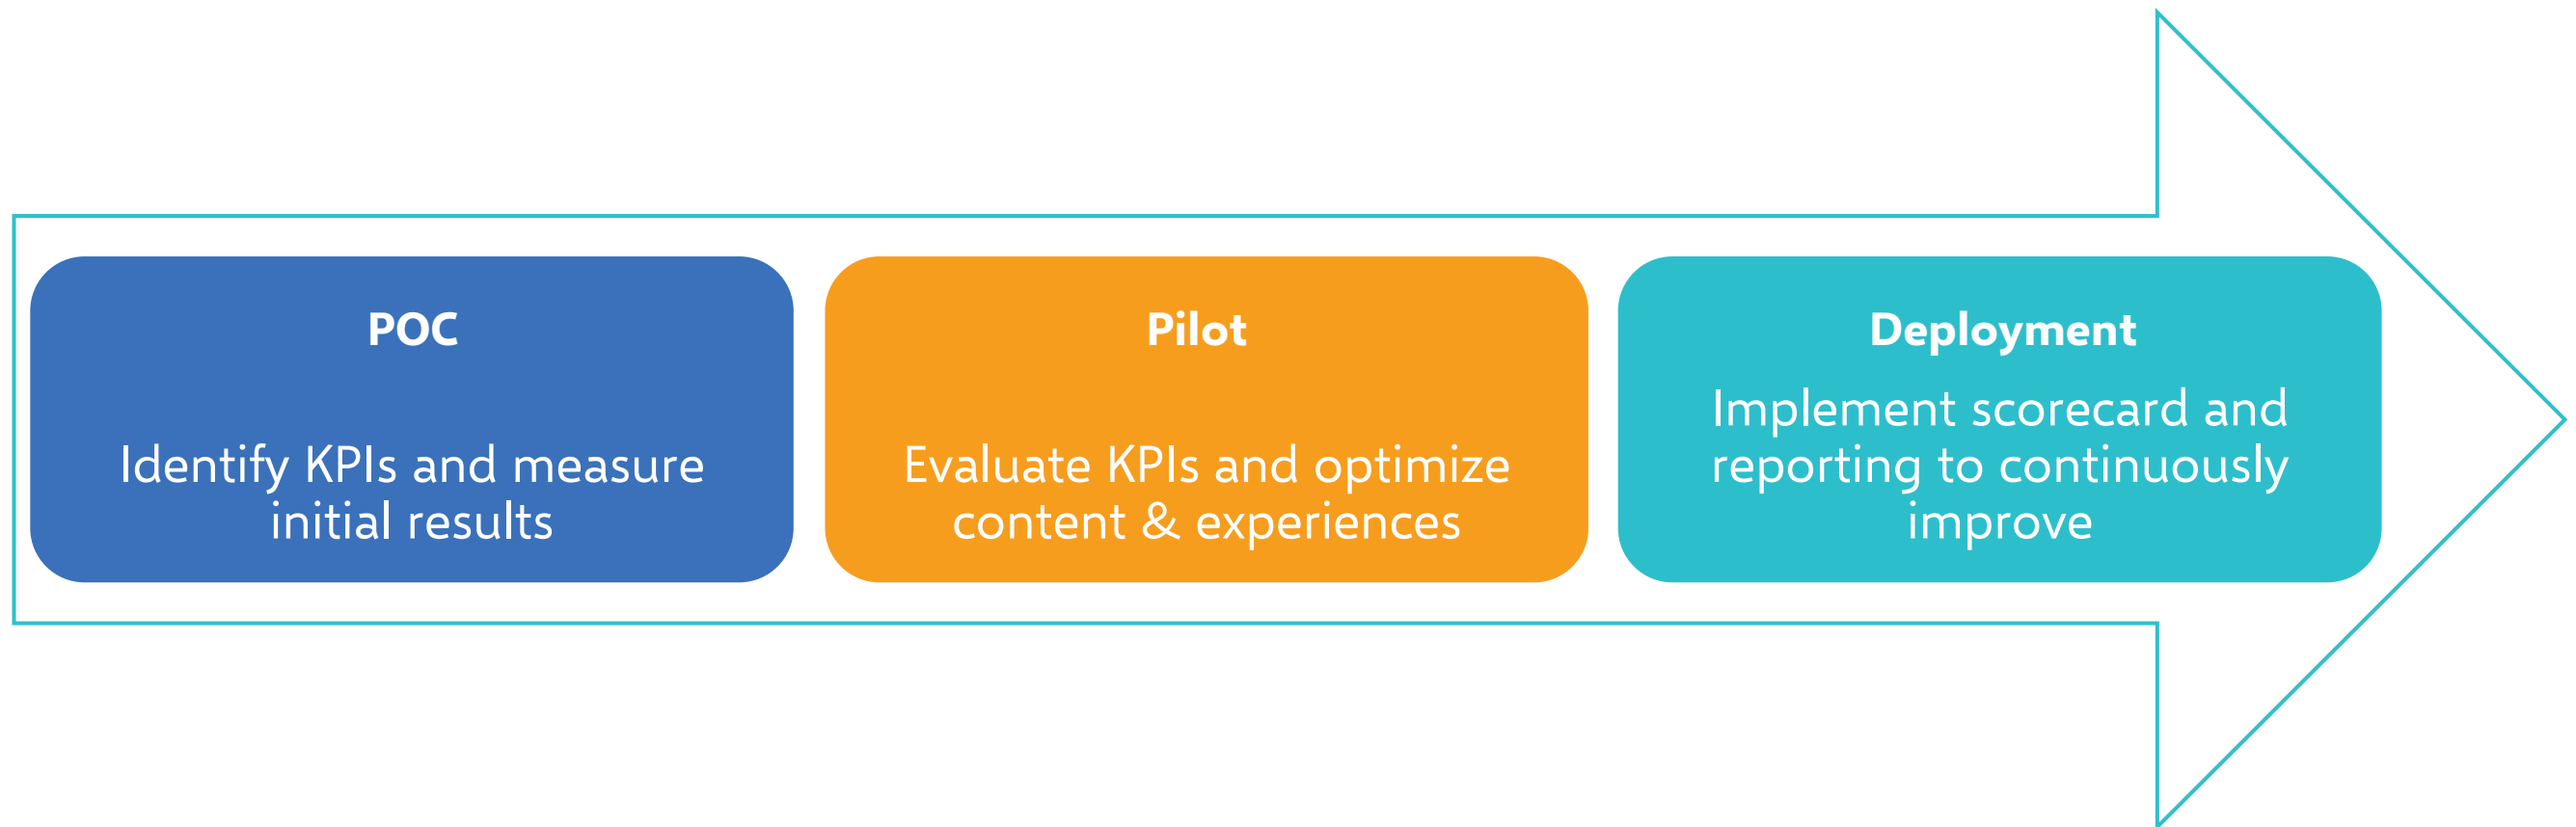 POC
Identify KPIs and measure
initial results
Pilot
Evaluate KPIs and optimize
content & experiences
Deployment
Implement scorecard and
reporting to continuously
improve